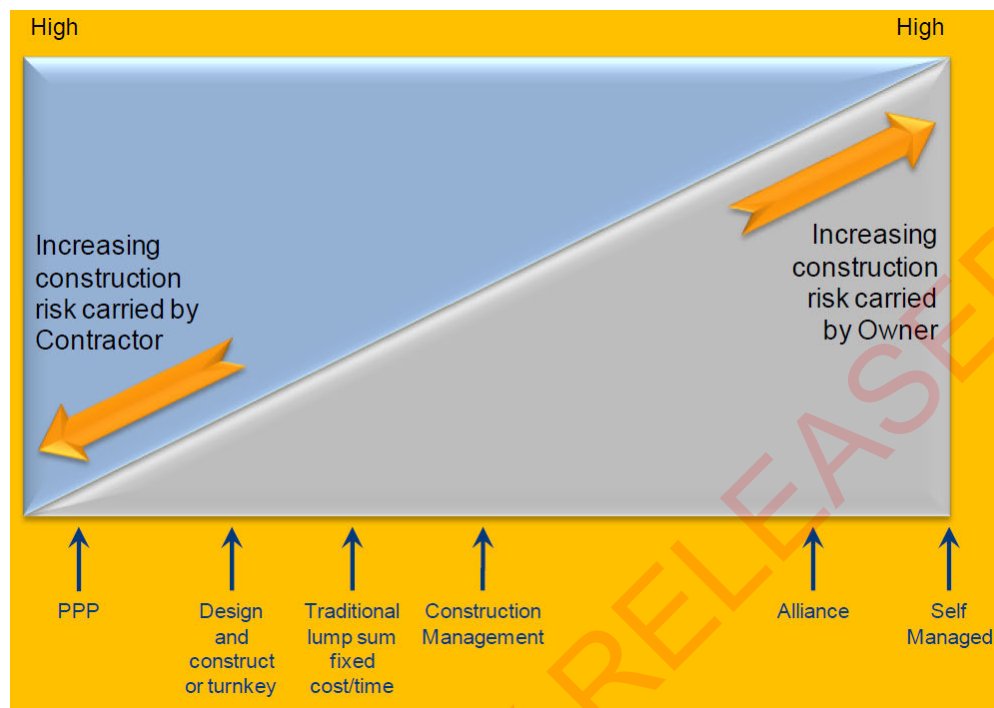 High
High
Increasing
construction
risk carried by
Contractor
Increasing
construction
risk carried
by Owner
PPP
Design
and
construct
or turnkey
Traditional
lump sum
fixed
cost/time
Construction
Management
Alliance
Self
Managed
RELEASED